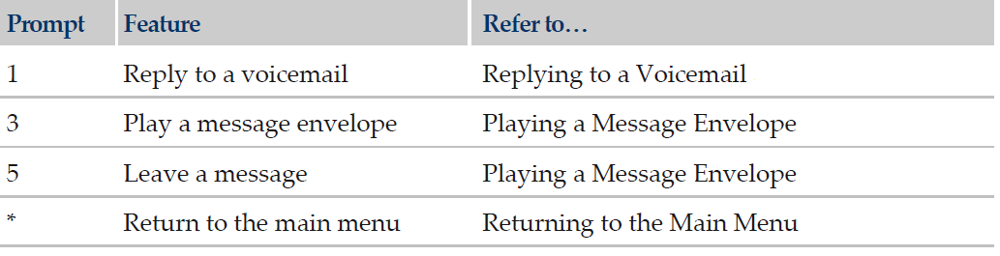 Prompt Feature Refer to…
1 Reply to a voicemail Replying to a Voicemail
3 Play a message envelope Playing a Message Envelope
5 Leave a message Playing a Message Envelope
* Return to the main menu Returning to the Main Menu